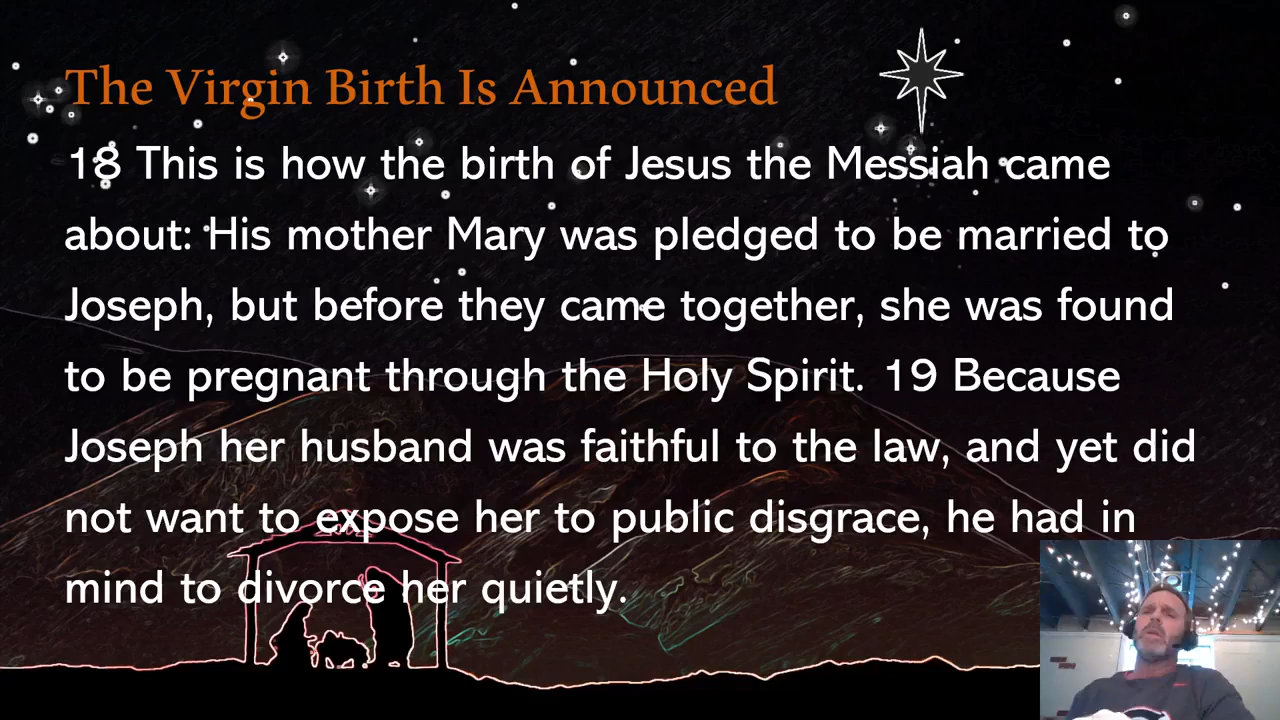 The Virgin Birth Is Announced
18 This is how the birth of Jesus the Messiah came
about: His mother Mary was pledged to be married to
Joseph, but before they came together, she was found
to be pregnant through the Holy Spirit. 19 Because
Joseph her husband was faithful to the law, and yet did
not want to expose her to public disgrace, he had in
mind to divorce her quietly.